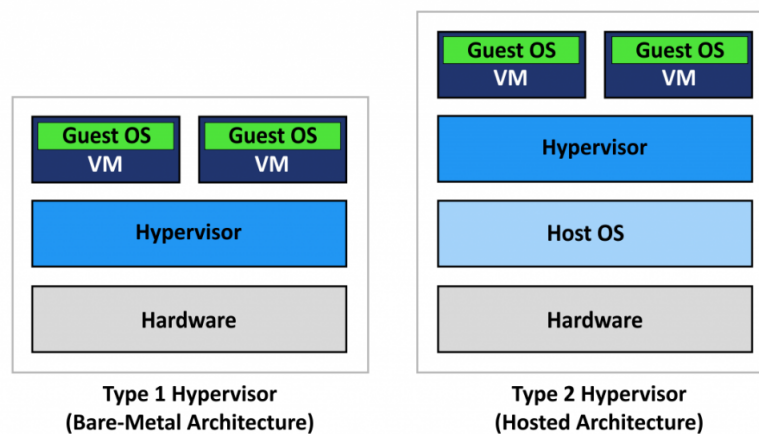 Guest OS
VM
Guest OS
VM
Hypervisor
Hardware
Type 1 Hypervisor
(Bare-Metal Architecture)
Guest OS
VM
Guest OS
VM
Hypervisor
Host OS
Hardware
Type 2 Hypervisor
(Hosted Architecture)